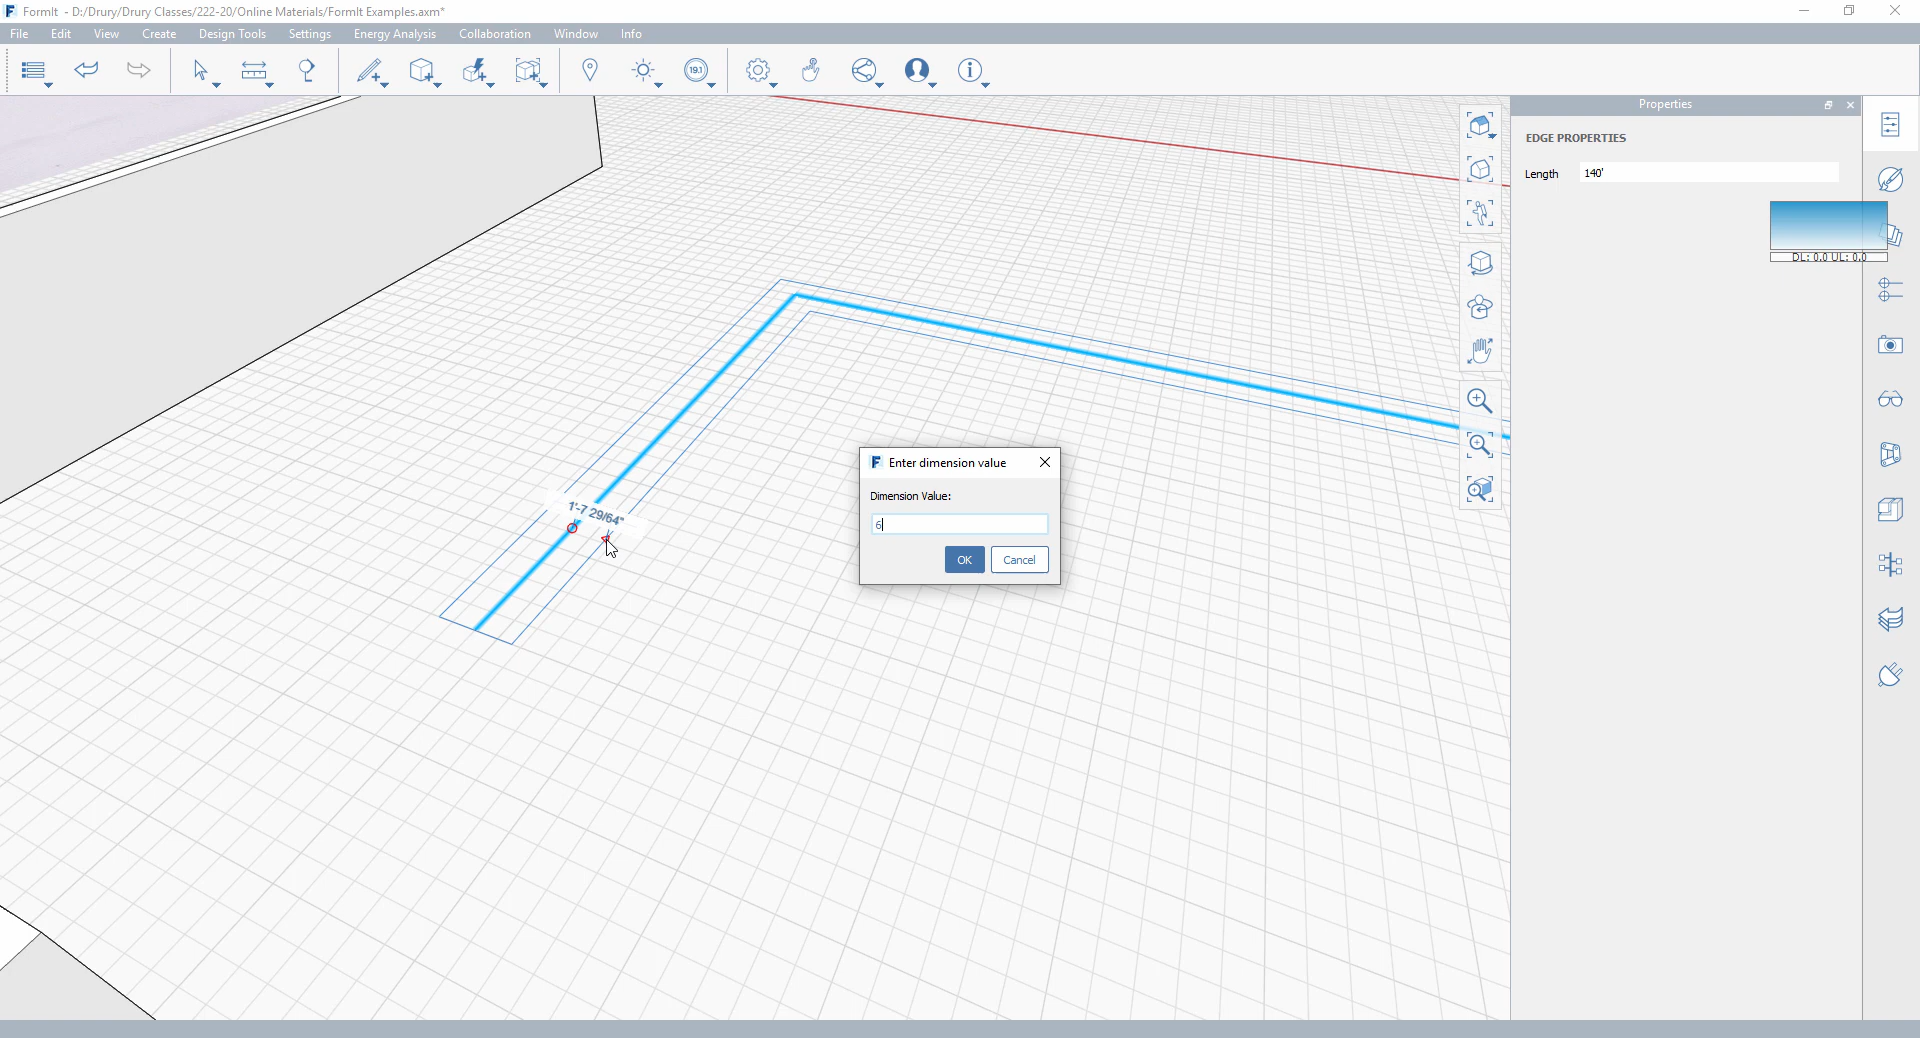 FormIt - D:/Drury/Drury Classes/222-20/Online Materials/FormIt Examples.axm*
File Edit View Create Design Tools Settings Energy Analysis Collaboration Window Info
19.1
Properties
EDGE PROPERTIES
Length 140'
DL: 0.0 UL: 0.0
Enter dimension value
Dimension Value:
6
OK Cancel
1'-7 29/64"